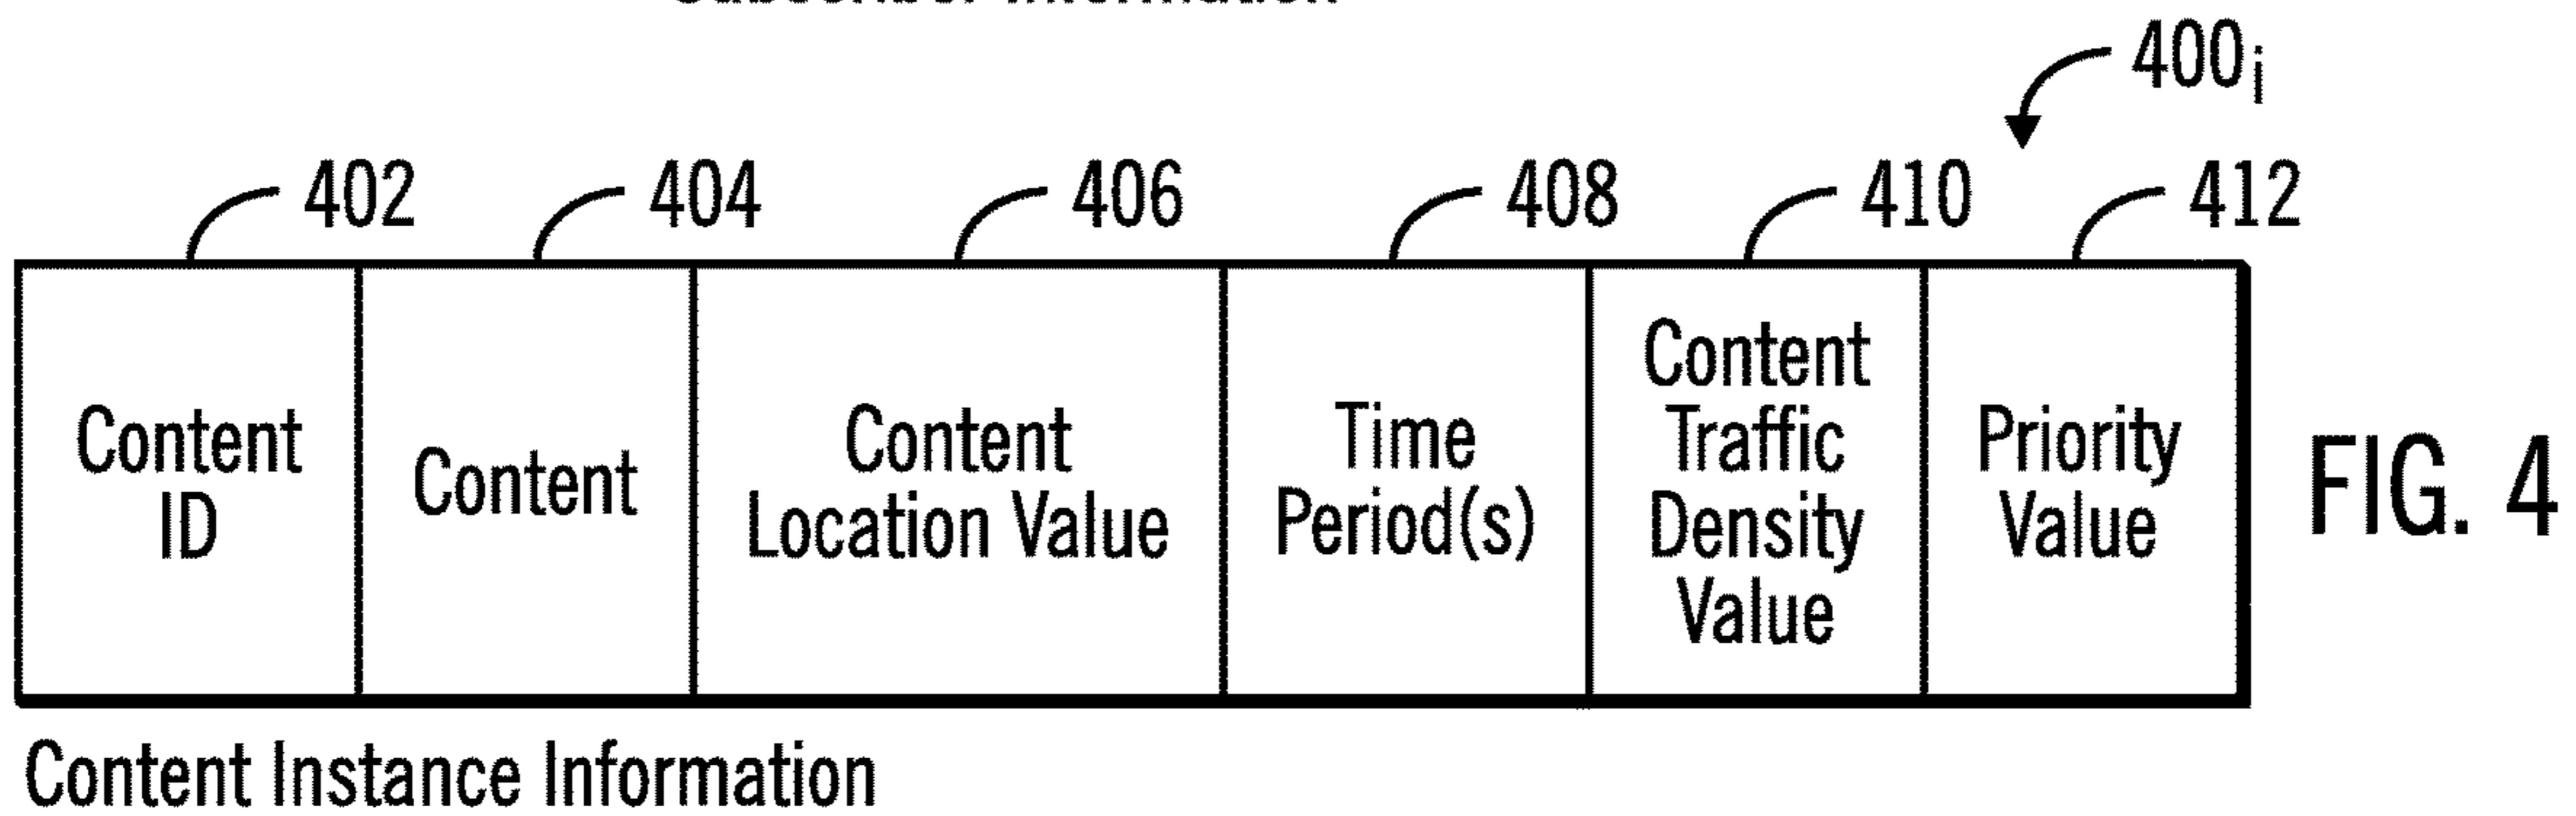 400i
402
404
406
408
410
412
Content
ID
Content
Content
Location Value
Time
Period(s)
Content
Traffic
Density
Value
Priority
Value
FIG. 4
Content Instance Information